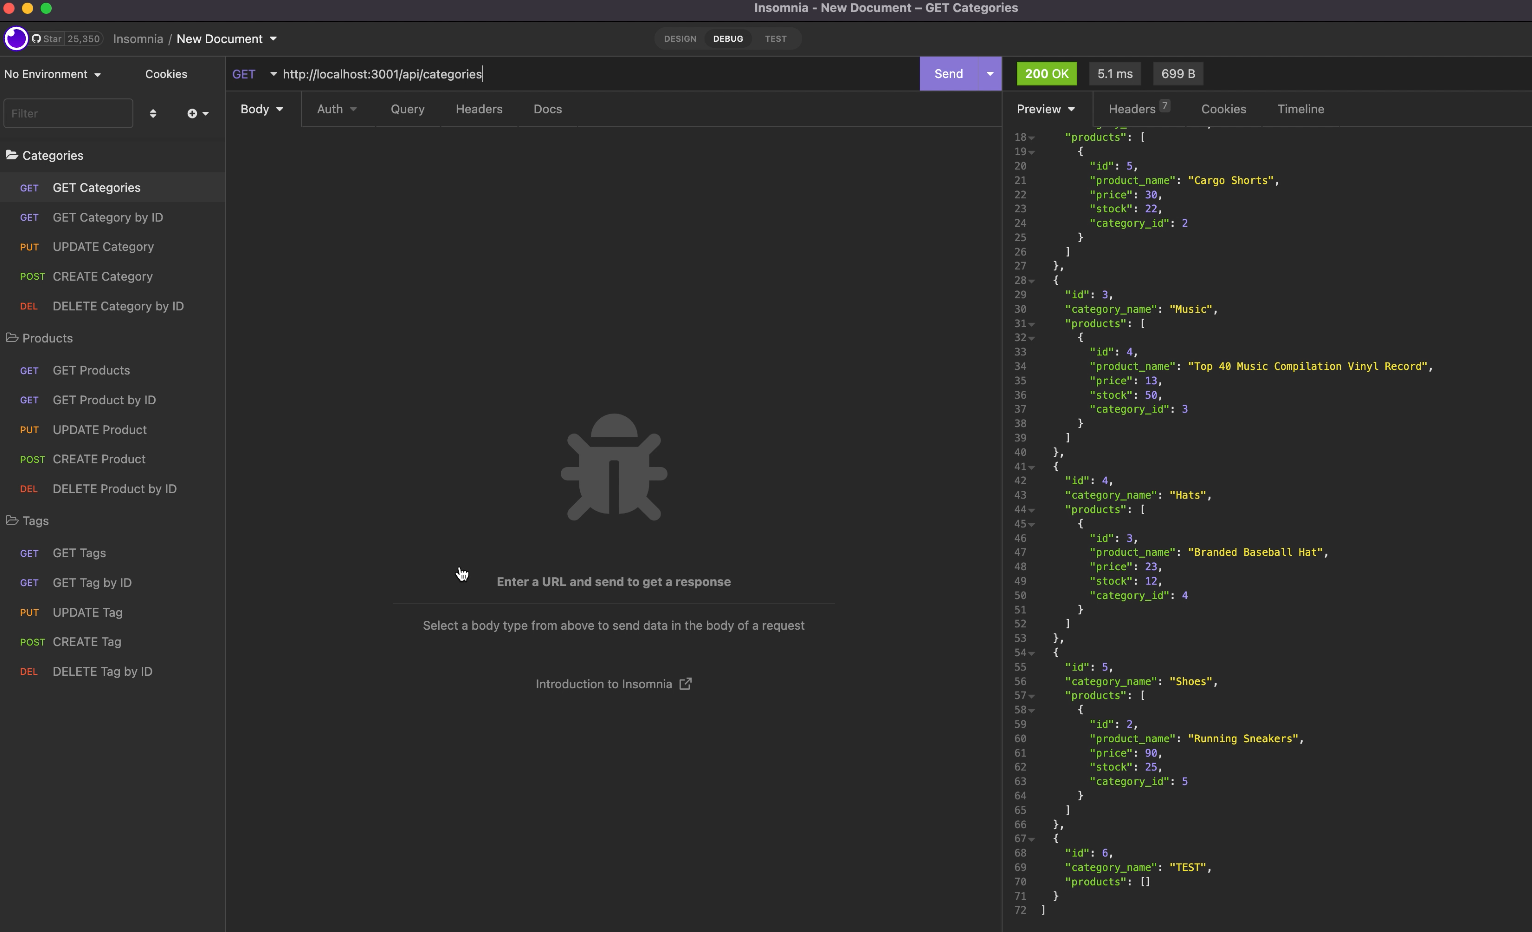 Insomnia - New Document – GET Categories
Star 25,350 Insomnia / New Document
DESIGN DEBUG TEST
No Environment Cookies
GET http://localhost:3001/api/categories Send
200 OK 5.1 ms 699 B
Filter
Body Auth Query Headers Docs
Preview Headers 7 Cookies Timeline
Categories
GET GET Categories
GET GET Category by ID
PUT UPDATE Category
POST CREATE Category
DEL DELETE Category by ID
Products
GET GET Products
GET GET Product by ID
PUT UPDATE Product
POST CREATE Product
DEL DELETE Product by ID
Tags
GET GET Tags
GET GET Tag by ID
PUT UPDATE Tag
POST CREATE Tag
DEL DELETE Tag by ID
Enter a URL and send to get a response
Select a body type from above to send data in the body of a request
Introduction to Insomnia
18 "products": [
19 {
20 "id": 5,
21 "product_name": "Cargo Shorts",
22 "price": 30,
23 "stock": 22,
24 "category_id": 2
25 }
26 ]
27 },
28 {
29 "id": 3,
30 "category_name": "Music",
31 "products": [
32 {
33 "id": 4,
34 "product_name": "Top 40 Music Compilation Vinyl Record",
35 "price": 13,
36 "stock": 50,
37 "category_id": 3
38 }
39 ]
40 },
41 {
42 "id": 4,
43 "category_name": "Hats",
44 "products": [
45 {
46 "id": 3,
47 "product_name": "Branded Baseball Hat",
48 "price": 23,
49 "stock": 12,
50 "category_id": 4
51 }
52 ]
53 },
54 {
55 "id": 5,
56 "category_name": "Shoes",
57 "products": [
58 {
59 "id": 2,
60 "product_name": "Running Sneakers",
61 "price": 90,
62 "stock": 25,
63 "category_id": 5
64 }
65 ]
66 },
67 {
68 "id": 6,
69 "category_name": "TEST",
70 "products": []
71 }
72 ]